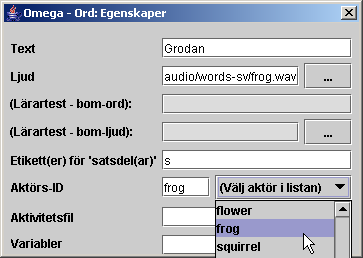 Omega - Ord: Egenskaper
Text Grodan
Ljud audio/words-sv/frog.wav ...
(Lärartest - bom-ord):
(Lärartest - bom-ljud): ...
Etikett(er) för 'satsdel(ar)' s
Aktörs-ID frog (Välj aktör i listan)
flower
Aktivitetsfil frog
squirrel
Variabler